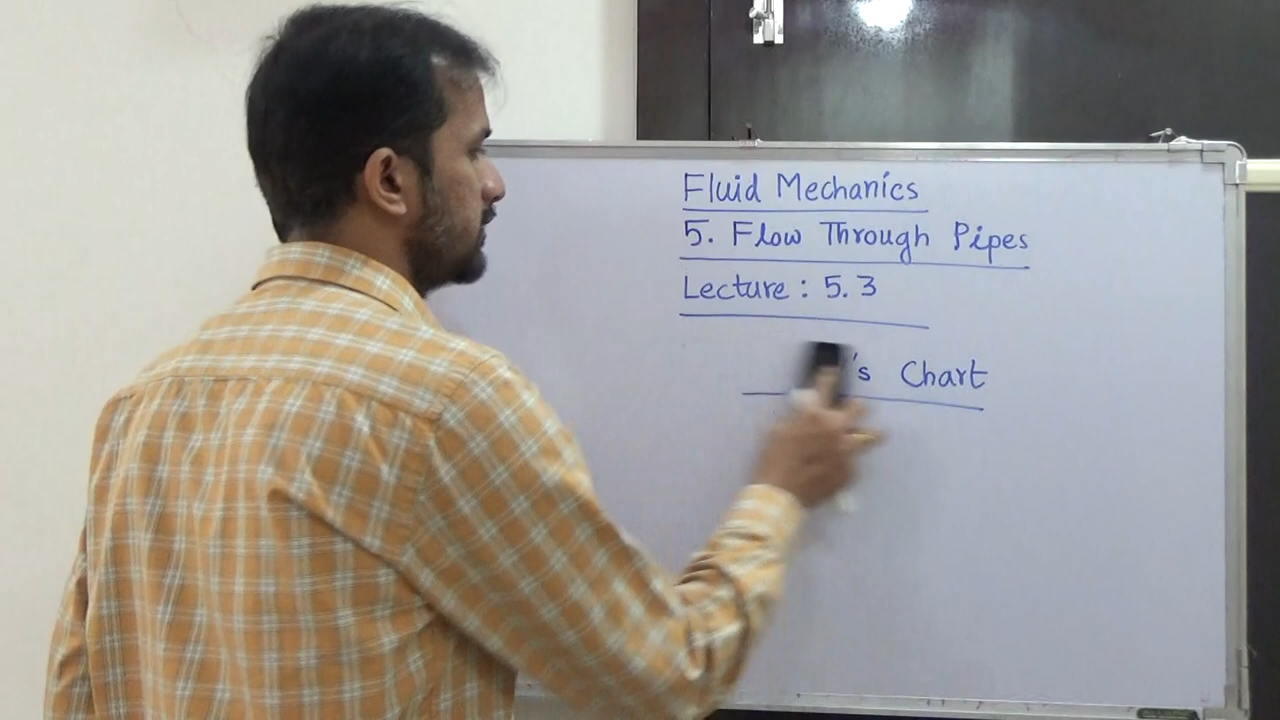 Fluid Mechanics
5. Flow Through Pipes
Lecture : 5.3
's Chart